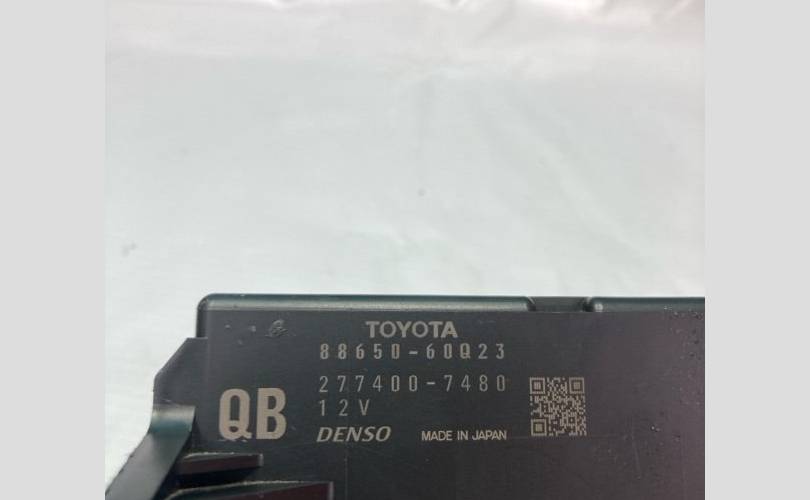 TOYOTA
88650-60Q23
277400-7480
QB
12V
DENSO MADE IN JAPAN